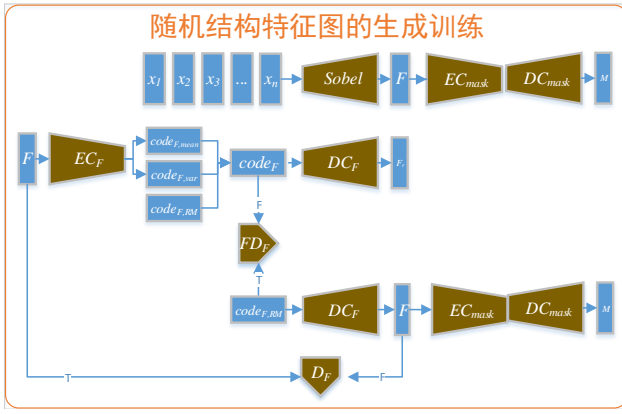 随机结构特征图的生成训练
x1 x2 x3 ... xn Sobel F ECmask DCmask M
codeF,mean
F ECF codeF,var codeF DCF
codeF,RM
F
FDF
T
codeF,RM DCF F ECmask DCmask M
DF
T F